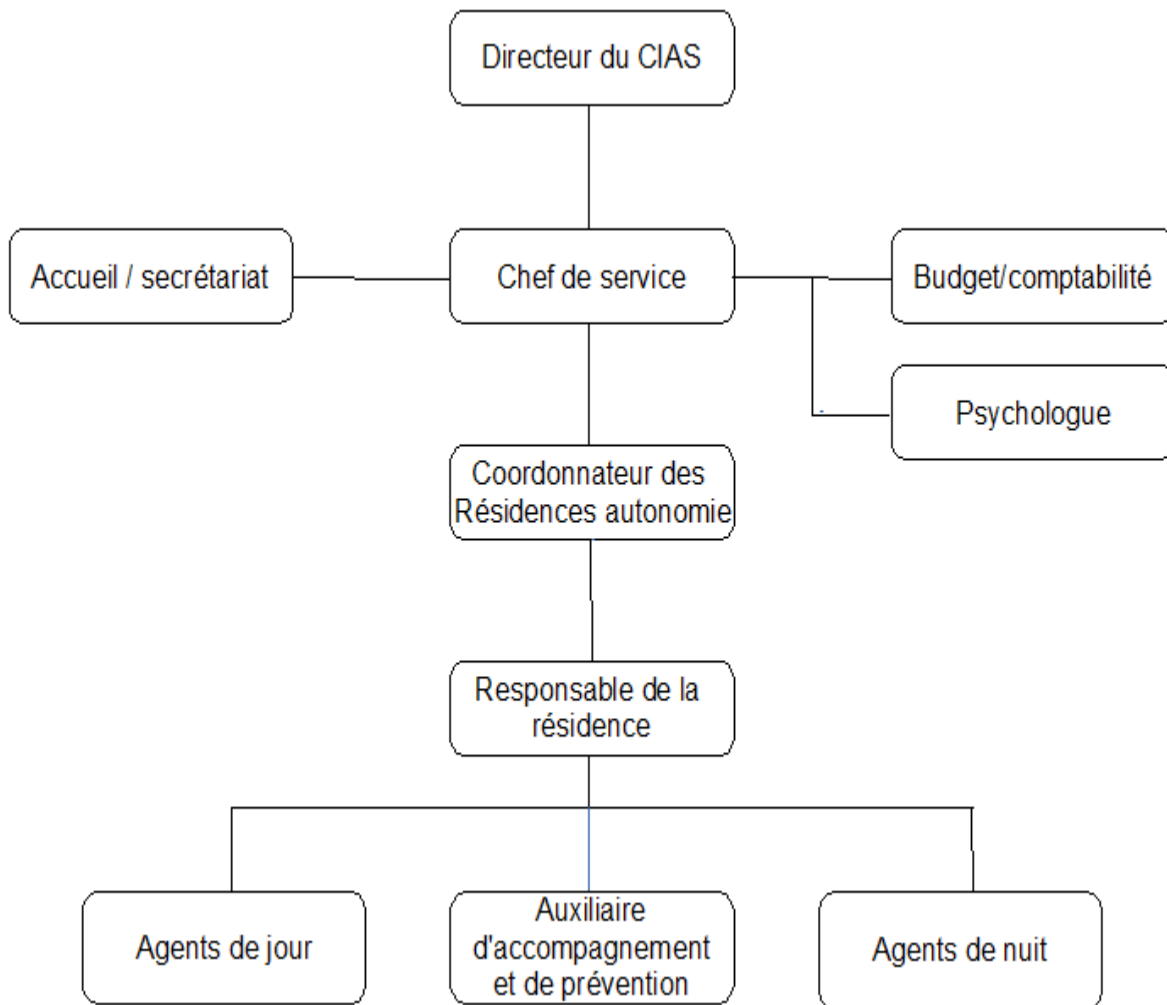 Directeur du CIAS
Accueil / secrétariat
Chef de service
Budget/comptabilité
Psychologue
Coordonnateur des
Résidences autonomie
Responsable de la
résidence
Agents de jour
Auxiliaire
d'accompagnement
et de prévention
Agents de nuit